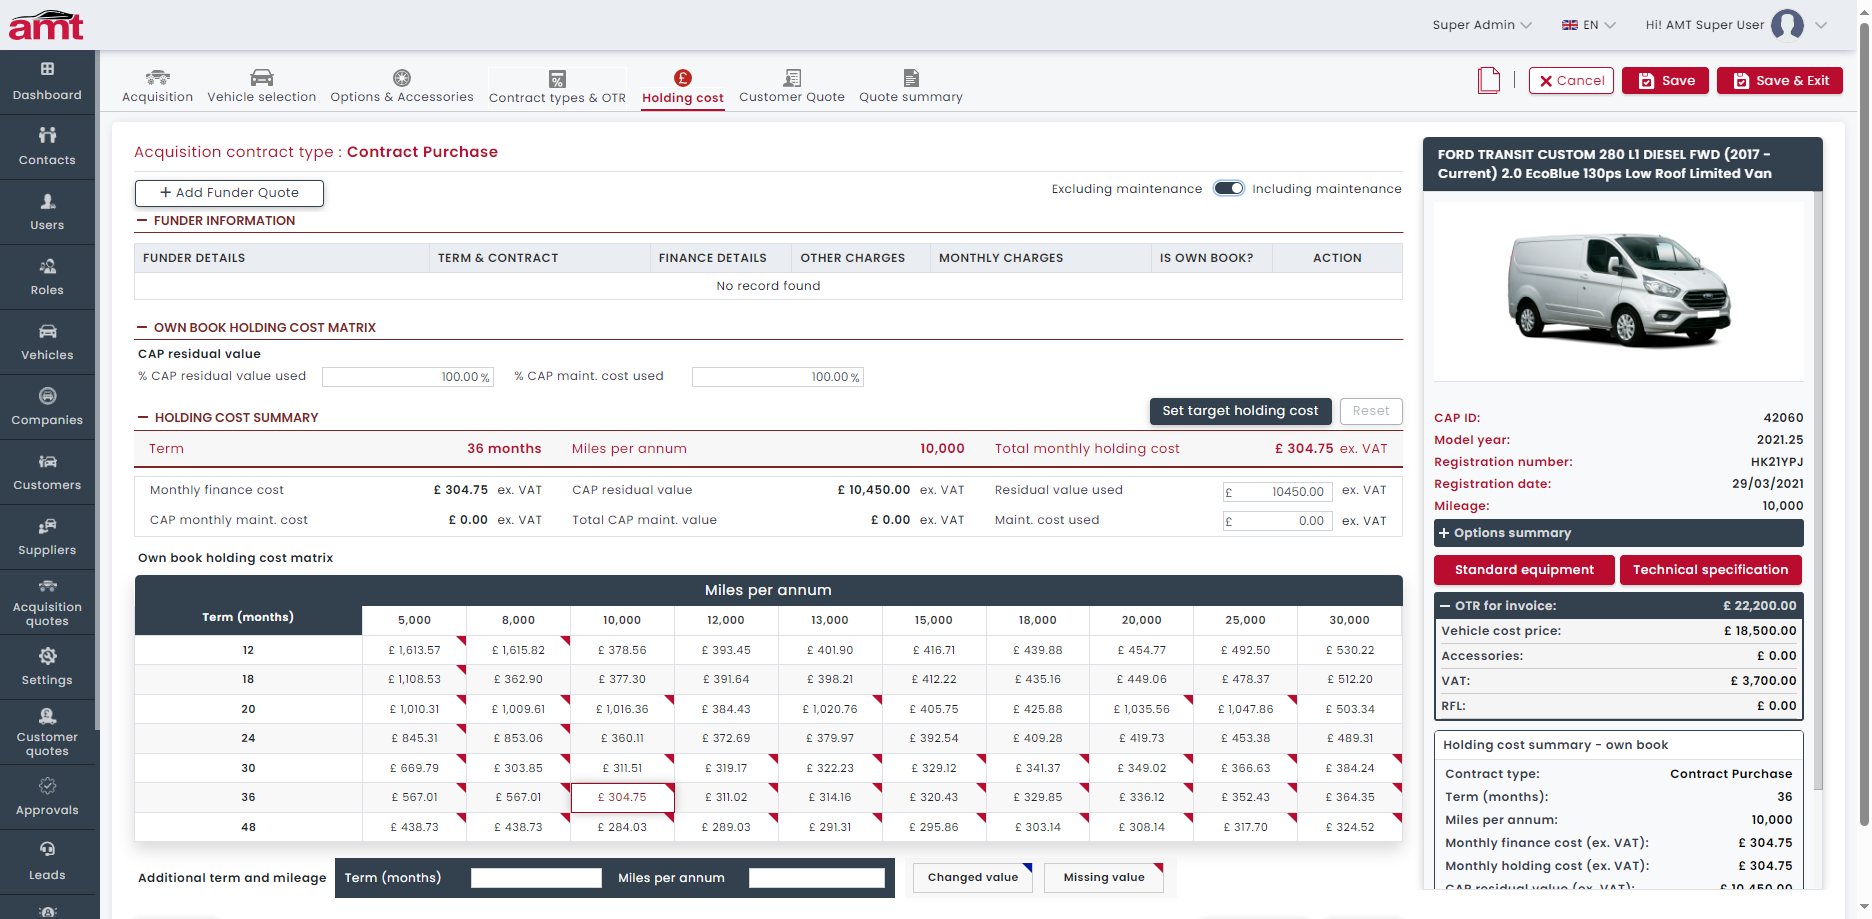 amt
Super Admin
EN
Hi! AMT Super User
Dashboard
Contacts
Users
Roles
Vehicles
Companies
Customers
Suppliers
Acquisition
quotes
Settings
Customer
quotes
Approvals
Leads
Acquisition
Vehicle selection
Options & Accessories
Contract types & OTR
Holding cost
Customer Quote
Quote summary
Cancel
Save
Save & Exit
Acquisition contract type : Contract Purchase
+ Add Funder Quote
Excluding maintenance
Including maintenance
FUNDER INFORMATION
FUNDER DETAILS TERM & CONTRACT FINANCE DETAILS OTHER CHARGES MONTHLY CHARGES IS OWN BOOK? ACTION
No record found
OWN BOOK HOLDING COST MATRIX
CAP residual value
% CAP residual value used 100.00 % % CAP maint. cost used 100.00 %
HOLDING COST SUMMARY
Set target holding cost
Reset
Term 36 months Miles per annum 10,000 Total monthly holding cost £ 304.75 ex. VAT
Monthly finance cost £ 304.75 ex. VAT CAP residual value £ 10,450.00 ex. VAT Residual value used £ 10450.00 ex. VAT
CAP monthly maint. cost £ 0.00 ex. VAT Total CAP maint. value £ 0.00 ex. VAT Maint. cost used £ 0.00 ex. VAT
Own book holding cost matrix
Miles per annum
Term (months) 5,000 8,000 10,000 12,000 13,000 15,000 18,000 20,000 25,000 30,000
12 £ 1,613.57 £ 1,615.82 £ 378.56 £ 393.45 £ 401.90 £ 416.71 £ 439.88 £ 454.77 £ 492.50 £ 530.22
18 £ 1,108.53 £ 362.90 £ 377.30 £ 391.64 £ 398.21 £ 412.22 £ 435.16 £ 449.06 £ 478.37 £ 512.20
20 £ 1,010.31 £ 1,009.61 £ 1,016.36 £ 384.43 £ 1,020.76 £ 405.75 £ 425.88 £ 1,035.56 £ 1,047.86 £ 503.34
24 £ 845.31 £ 853.06 £ 360.11 £ 372.69 £ 379.97 £ 392.54 £ 409.28 £ 419.73 £ 453.38 £ 489.31
30 £ 669.79 £ 303.85 £ 311.51 £ 319.17 £ 322.23 £ 329.12 £ 341.37 £ 349.02 £ 366.63 £ 384.24
36 £ 567.01 £ 567.01 £ 304.75 £ 311.02 £ 314.16 £ 320.43 £ 329.85 £ 336.12 £ 352.43 £ 364.35
48 £ 438.73 £ 438.73 £ 284.03 £ 289.03 £ 291.31 £ 295.86 £ 303.14 £ 308.14 £ 317.70 £ 324.52
Additional term and mileage Term (months) Miles per annum Changed value Missing value
FORD TRANSIT CUSTOM 280 L1 DIESEL FWD (2017 -
Current) 2.0 EcoBlue 130ps Low Roof Limited Van
CAP ID: 42060
Model year: 2021.25
Registration number: HK21YPJ
Registration date: 29/03/2021
Mileage: 10,000
+ Options summary
Standard equipment
Technical specification
OTR for invoice: £ 22,200.00
Vehicle cost price: £ 18,500.00
Accessories: £ 0.00
VAT: £ 3,700.00
RFL: £ 0.00
Holding cost summary - own book
Contract type: Contract Purchase
Term (months): 36
Miles per annum: 10,000
Monthly finance cost (ex. VAT): £ 304.75
Monthly holding cost (ex. VAT): £ 304.75
CAP residual value (ex. VAT): £ 10,450.00